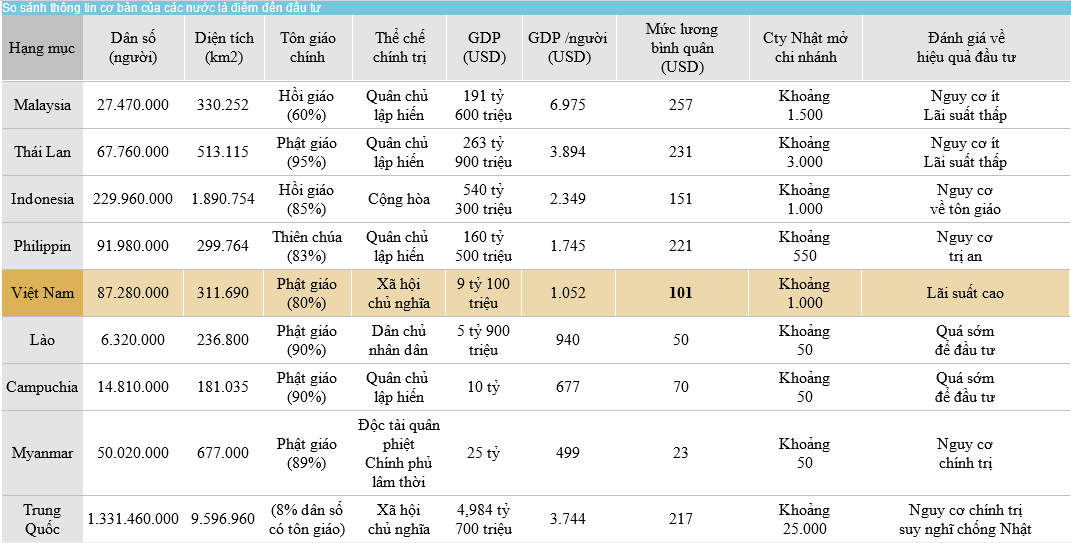 So sánh thông tin cơ bản của các nước là điểm đến đầu tư
Hạng mục Dân số (người) Diện tích (km2) Tôn giáo chính Thể chế chính trị GDP (USD) GDP /người (USD) Mức lương bình quân (USD) Cty Nhật mở chi nhánh Đánh giá về hiệu quả đầu tư
Malaysia 27.470.000 330.252 Hồi giáo (60%) Quân chủ lập hiến 191 tỷ 600 triệu 6.975 257 Khoảng 1.500 Nguy cơ ít Lãi suất thấp
Thái Lan 67.760.000 513.115 Phật giáo (95%) Quân chủ lập hiến 263 tỷ 900 triệu 3.894 231 Khoảng 3.000 Nguy cơ ít Lãi suất thấp
Indonesia 229.960.000 1.890.754 Hồi giáo (85%) Cộng hòa 540 tỷ 300 triệu 2.349 151 Khoảng 1.000 Nguy cơ về tôn giáo
Philippin 91.980.000 299.764 Thiên chúa (83%) Quân chủ lập hiến 160 tỷ 500 triệu 1.745 221 Khoảng 550 Nguy cơ trị an
Việt Nam 87.280.000 311.690 Phật giáo (80%) Xã hội chủ nghĩa 9 tỷ 100 triệu 1.052 101 Khoảng 1.000 Lãi suất cao
Lào 6.320.000 236.800 Phật giáo (90%) Dân chủ nhân dân 5 tỷ 900 triệu 940 50 Khoảng 50 Quá sớm để đầu tư
Campuchia 14.810.000 181.035 Phật giáo (90%) Quân chủ lập hiến 10 tỷ 677 70 Khoảng 50 Quá sớm để đầu tư
Myanmar 50.020.000 677.000 Phật giáo (89%) Độc tài quân phiệt Chính phủ lâm thời 25 tỷ 499 23 Khoảng 50 Nguy cơ chính trị
Trung Quốc 1.331.460.000 9.596.960 (8% dân số có tôn giáo) Xã hội chủ nghĩa 4,984 tỷ 700 triệu 3.744 217 Khoảng 25.000 Nguy cơ chính trị suy nghĩ chống Nhật